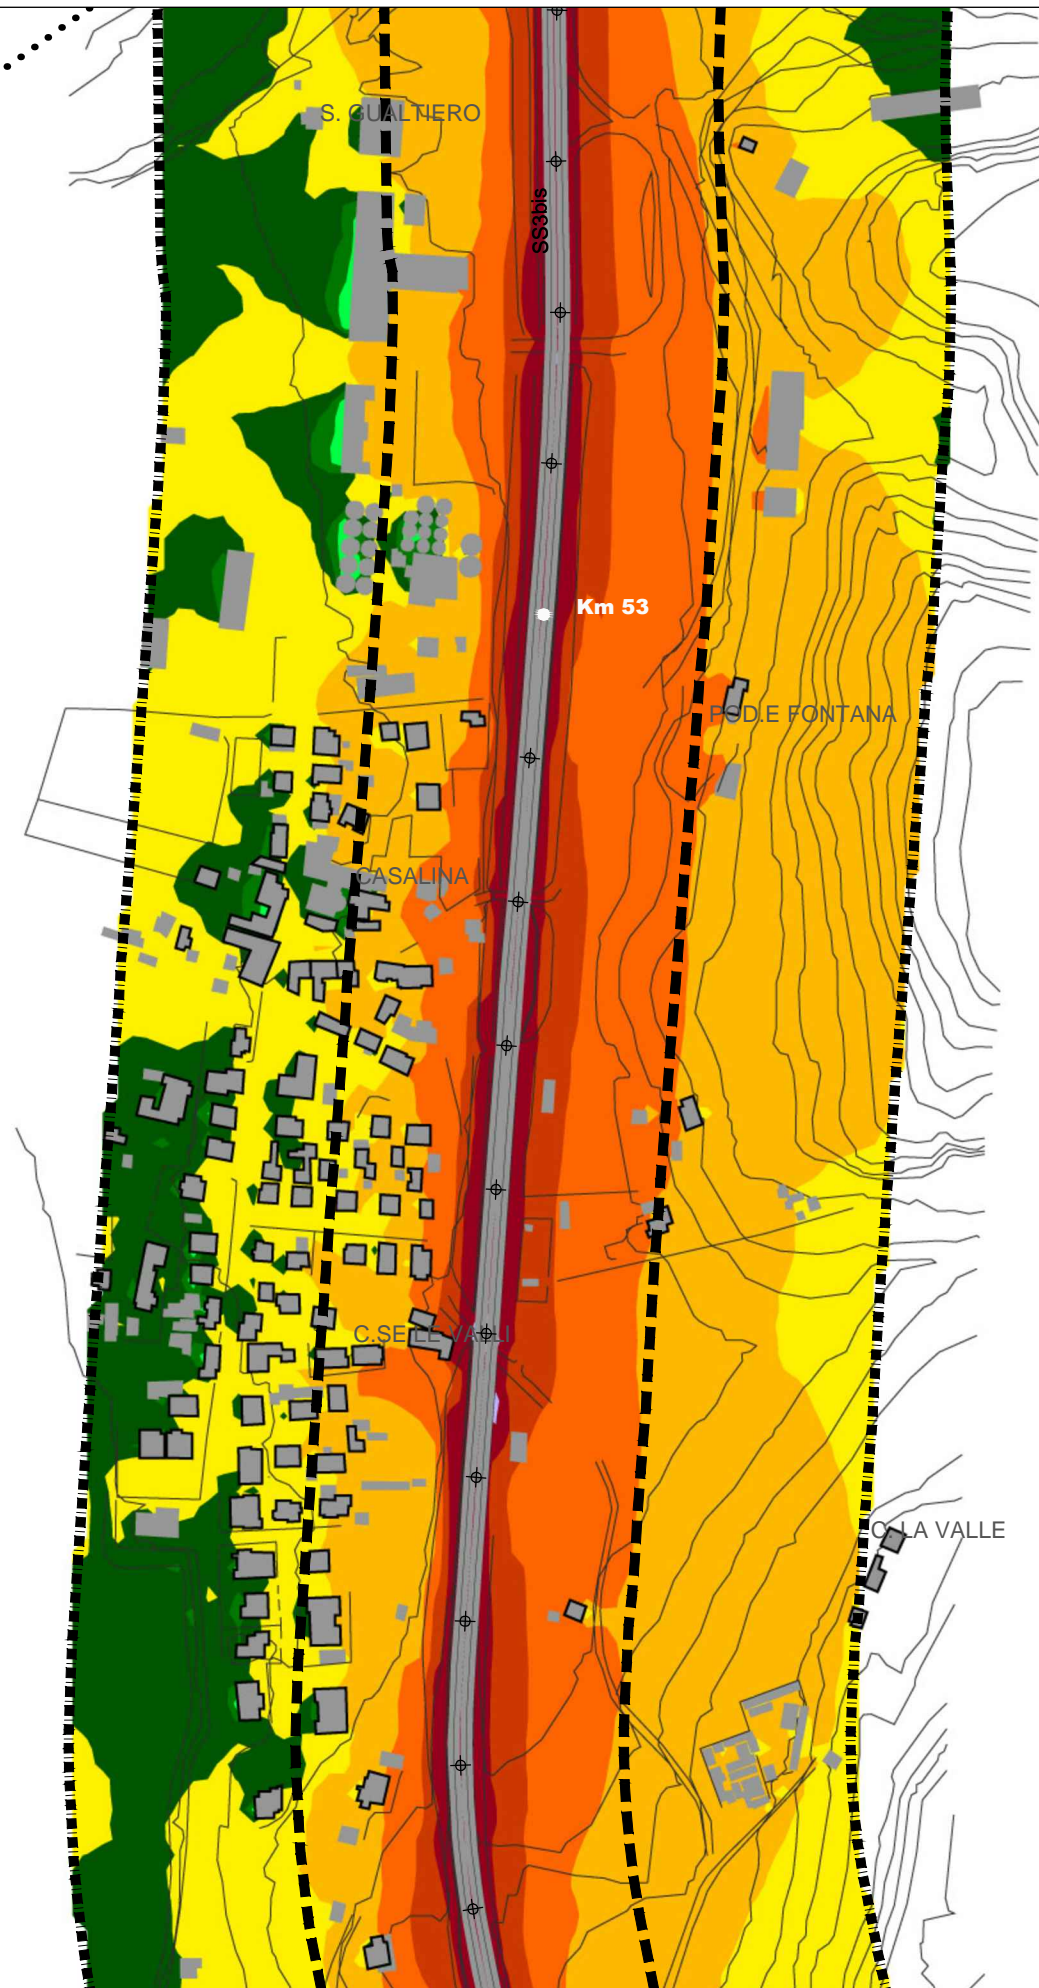 S. GUALTIERO
SS3bis
Km 53
POD.E FONTANA
CASALINA
C.SE LE VALLI
C. LA VALLE